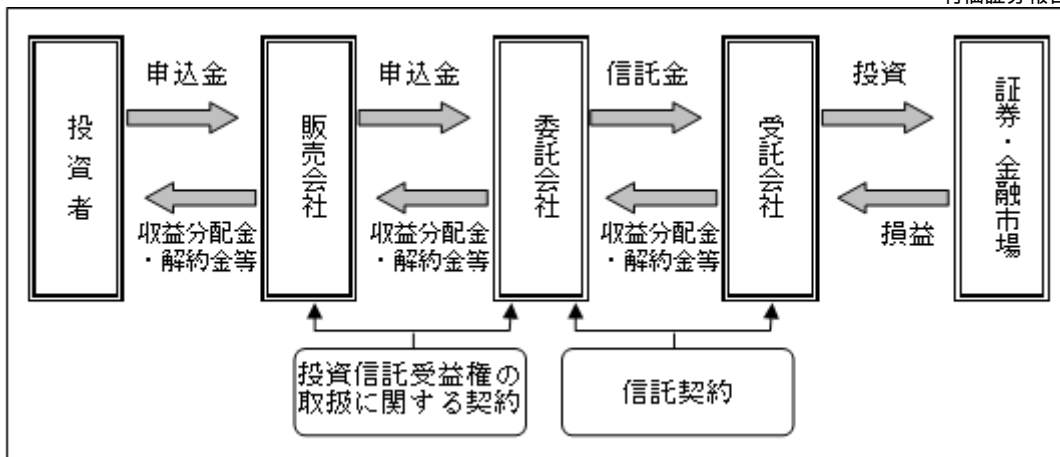 申込金
申込金
信託金
投資
投資者
販売会社
委託会社
受託会社
証券・金融市場
収益分配金
・解約金等
収益分配金
・解約金等
収益分配金
・解約金等
損益
投資信託受益権の
取扱に関する契約
信託契約